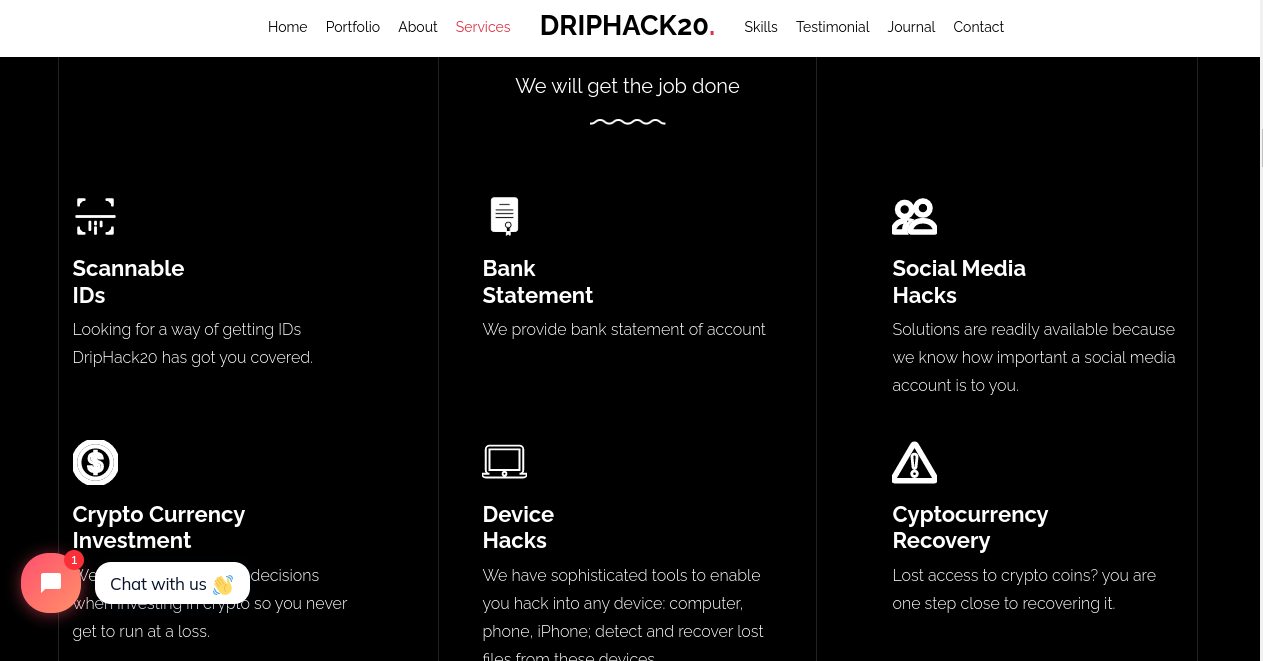 Home Portfolio About Services DRIPHACK20. Skills Testimonial Journal Contact
We will get the job done
Scannable
IDs
Looking for a way of getting IDs
DripHack20 has got you covered.
Bank
Statement
We provide bank statement of account
Social Media
Hacks
Solutions are readily available because
we know how important a social media
account is to you.
Crypto Currency
Investment
We decisions
when investing in crypto so you never
get to run at a loss.
Device
Hacks
We have sophisticated tools to enable
you hack into any device: computer,
phone, iPhone; detect and recover lost
files from these devices
Cyptocurrency
Recovery
Lost access to crypto coins? you are
one step close to recovering it.
1
Chat with us 👋